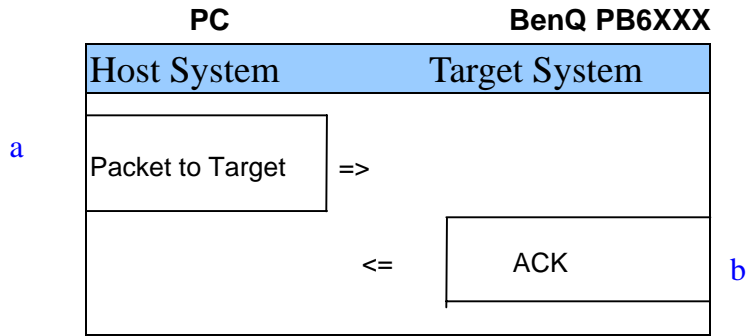 PC BenQ PB6XXX
Host System Target System
a
Packet to Target =>
<= ACK
b